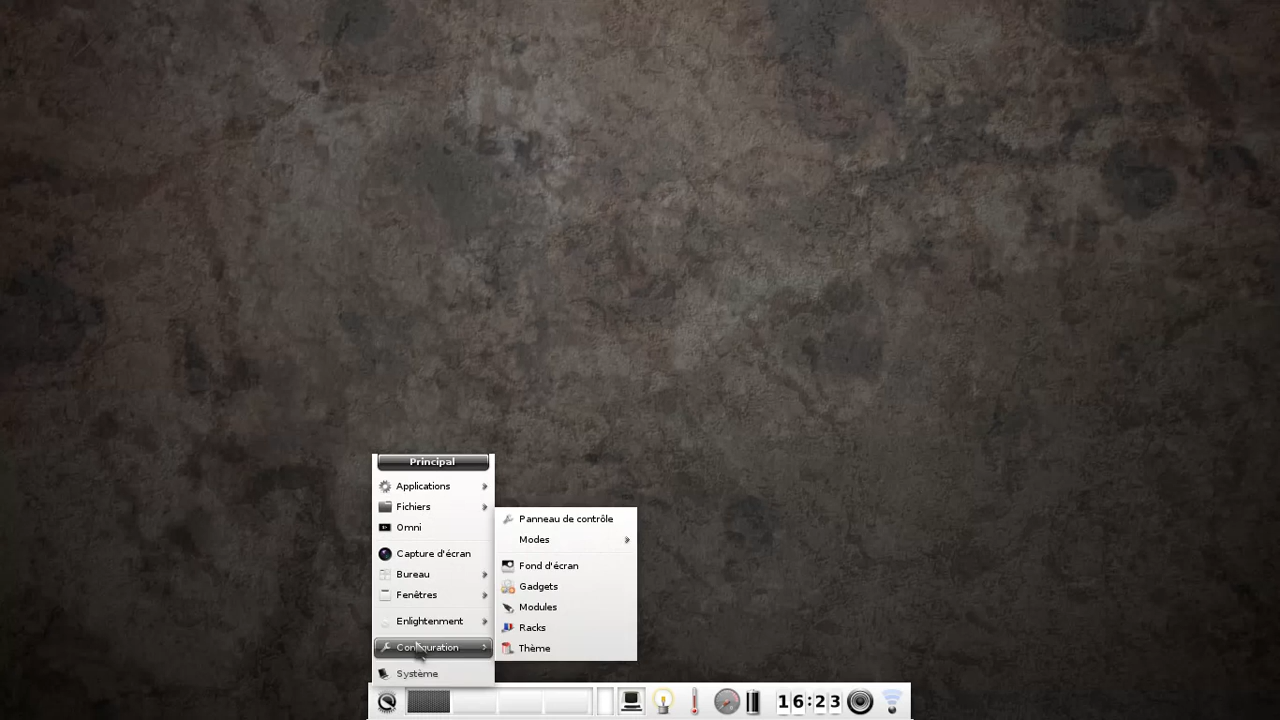 Principal
Applications
Fichiers
Omni
Capture d'écran
Bureau
Fenêtres
Enlightenment
Configuration
Système
Panneau de contrôle
Modes
Fond d'écran
Gadgets
Modules
Racks
Thème
16:23